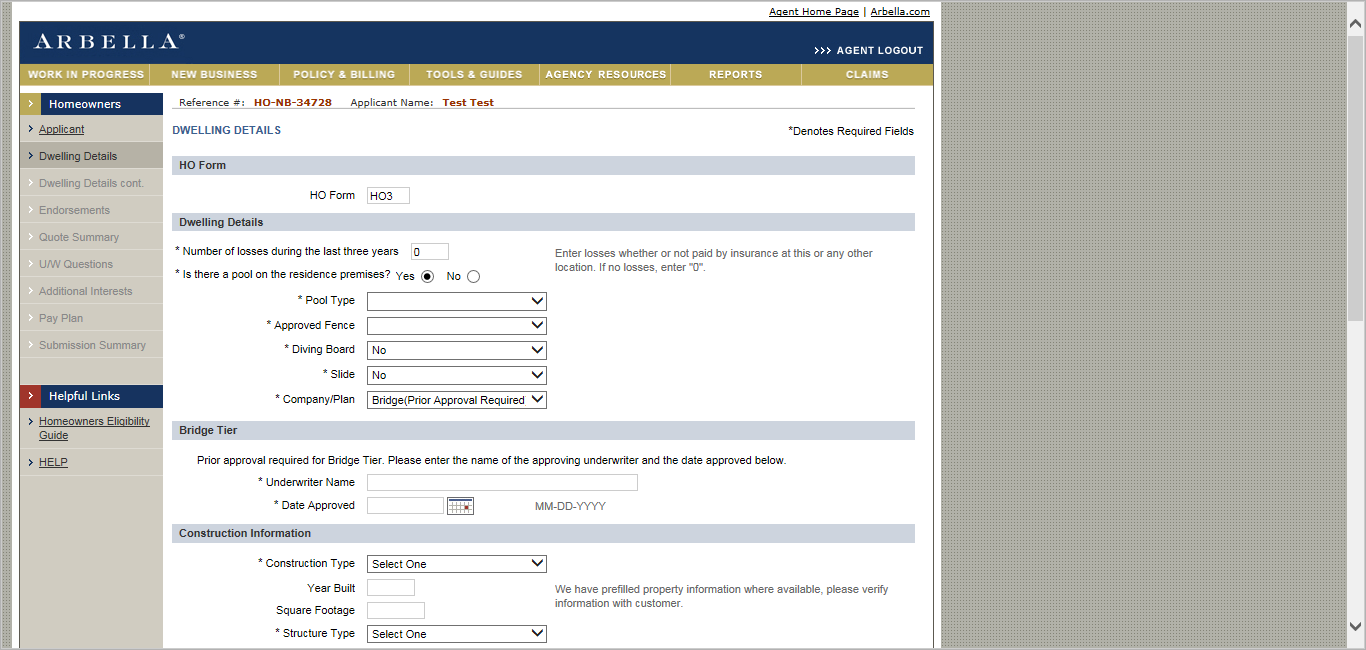 Agent Home Page | Arbella.com
ARBELLA®
>>> AGENT LOGOUT
WORK IN PROGRESS NEW BUSINESS POLICY & BILLING TOOLS & GUIDES AGENCY RESOURCES REPORTS CLAIMS
Homeowners
Applicant
Dwelling Details
Dwelling Details cont.
Endorsements
Quote Summary
U/W Questions
Additional Interests
Pay Plan
Submission Summary
Helpful Links
Homeowners Eligibility
Guide
HELP
Reference #: HO-NB-34728 Applicant Name: Test Test
DWELLING DETAILS
*Denotes Required Fields
HO Form
HO Form HO3
Dwelling Details
* Number of losses during the last three years 0
Enter losses whether or not paid by insurance at this or any other
location. If no losses, enter "0".
* Is there a pool on the residence premises? Yes No
* Pool Type
* Approved Fence
* Diving Board No
* Slide No
* Company/Plan Bridge(Prior Approval Required
Bridge Tier
Prior approval required for Bridge Tier. Please enter the name of the approving underwriter and the date approved below.
* Underwriter Name
* Date Approved MM-DD-YYYY
Construction Information
* Construction Type Select One
Year Built
We have prefilled property information where available, please verify
information with customer.
Square Footage
* Structure Type Select One